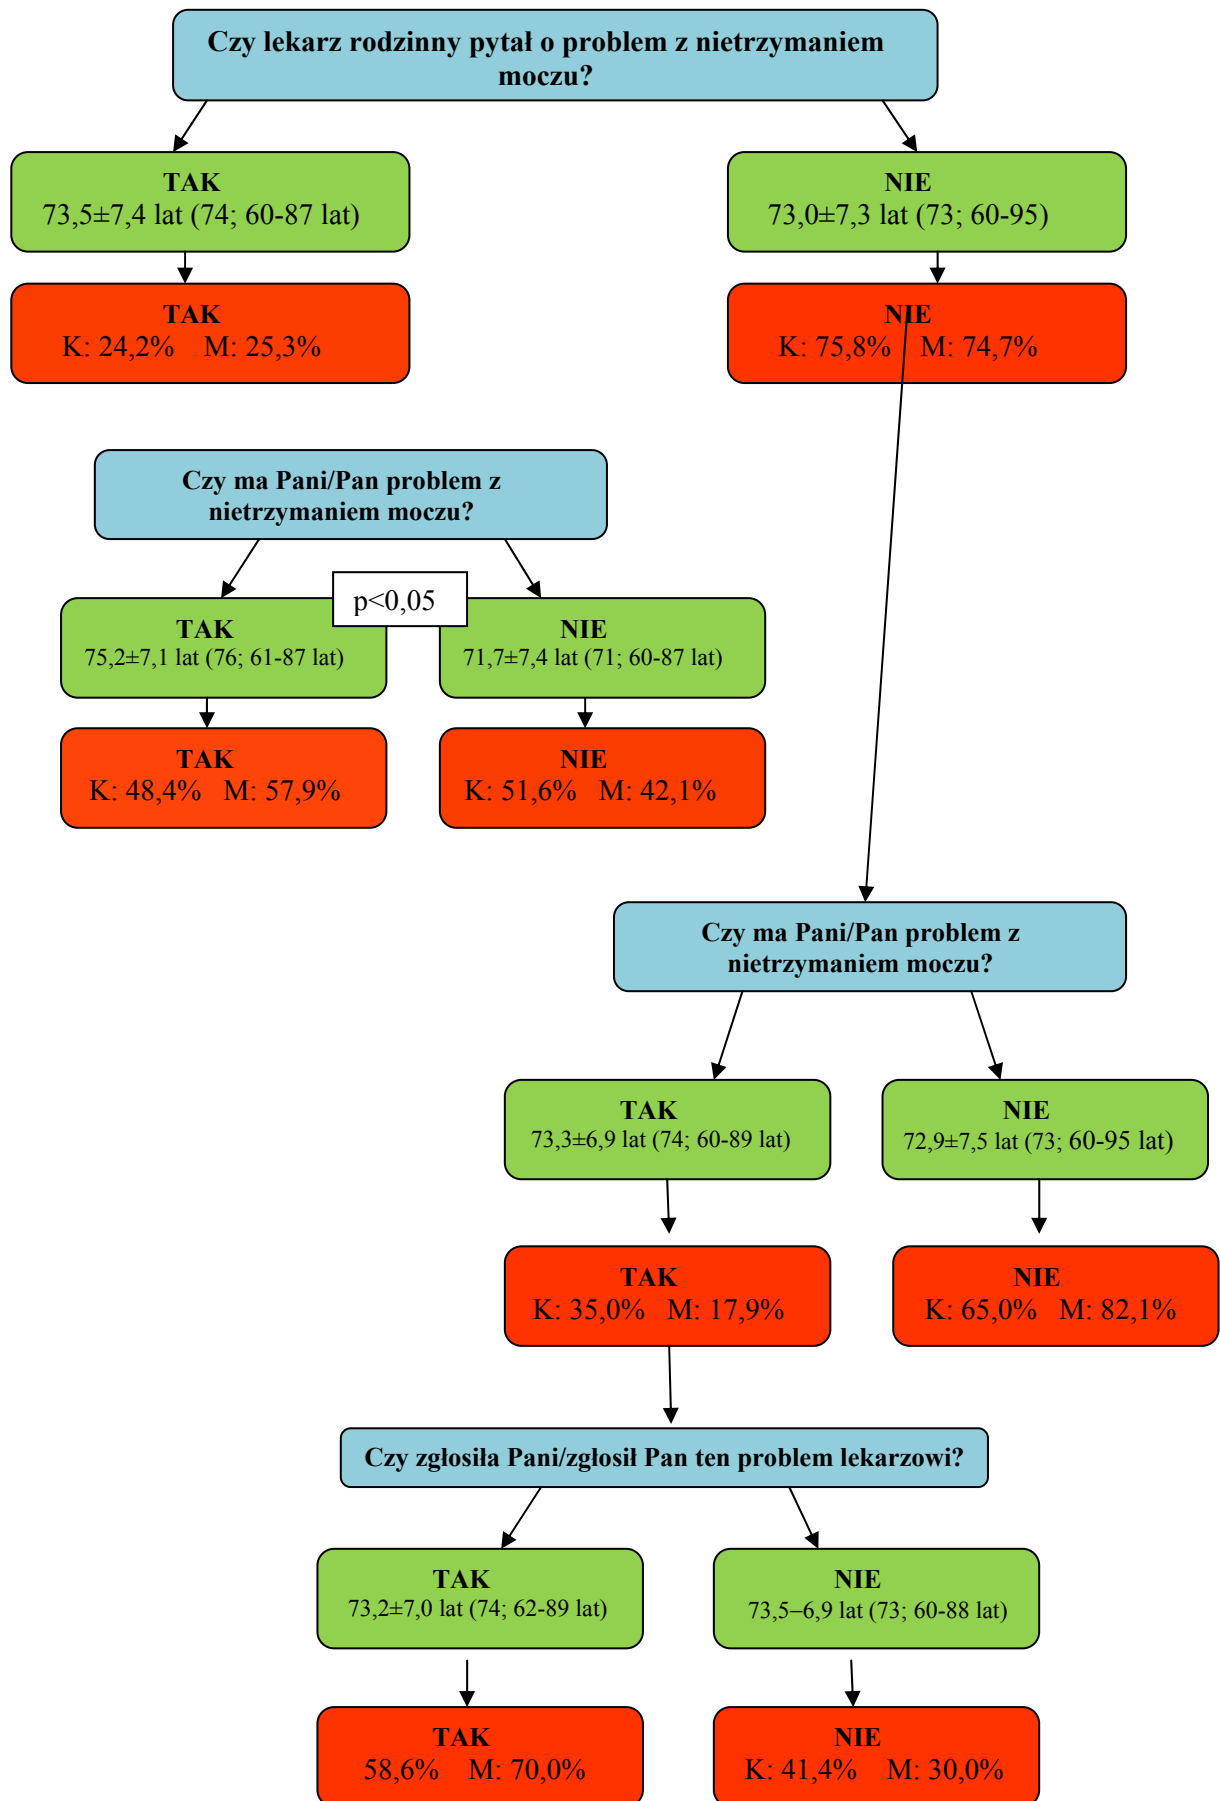 Czy lekarz rodzinny pytał o problem z nietrzymaniem
moczu?
TAK
73,5±7,4 lat (74; 60-87 lat)
NIE
73,0±7,3 lat (73; 60-95)
TAK
K: 24,2% M: 25,3%
NIE
K: 75,8% M: 74,7%
Czy ma Pani/Pan problem z
nietrzymaniem moczu?
p<0,05
TAK
75,2±7,1 lat (76; 61-87 lat)
NIE
71,7±7,4 lat (71; 60-87 lat)
TAK
K: 48,4% M: 57,9%
NIE
K: 51,6% M: 42,1%
Czy ma Pani/Pan problem z
nietrzymaniem moczu?
TAK
73,3±6,9 lat (74; 60-89 lat)
NIE
72,9±7,5 lat (73; 60-95 lat)
TAK
K: 35,0% M: 17,9%
NIE
K: 65,0% M: 82,1%
Czy zgłosiła Pani/zgłosił Pan ten problem lekarzowi?
TAK
73,2±7,0 lat (74; 62-89 lat)
NIE
73,5–6,9 lat (73; 60-88 lat)
TAK
58,6% M: 70,0%
NIE
K: 41,4% M: 30,0%